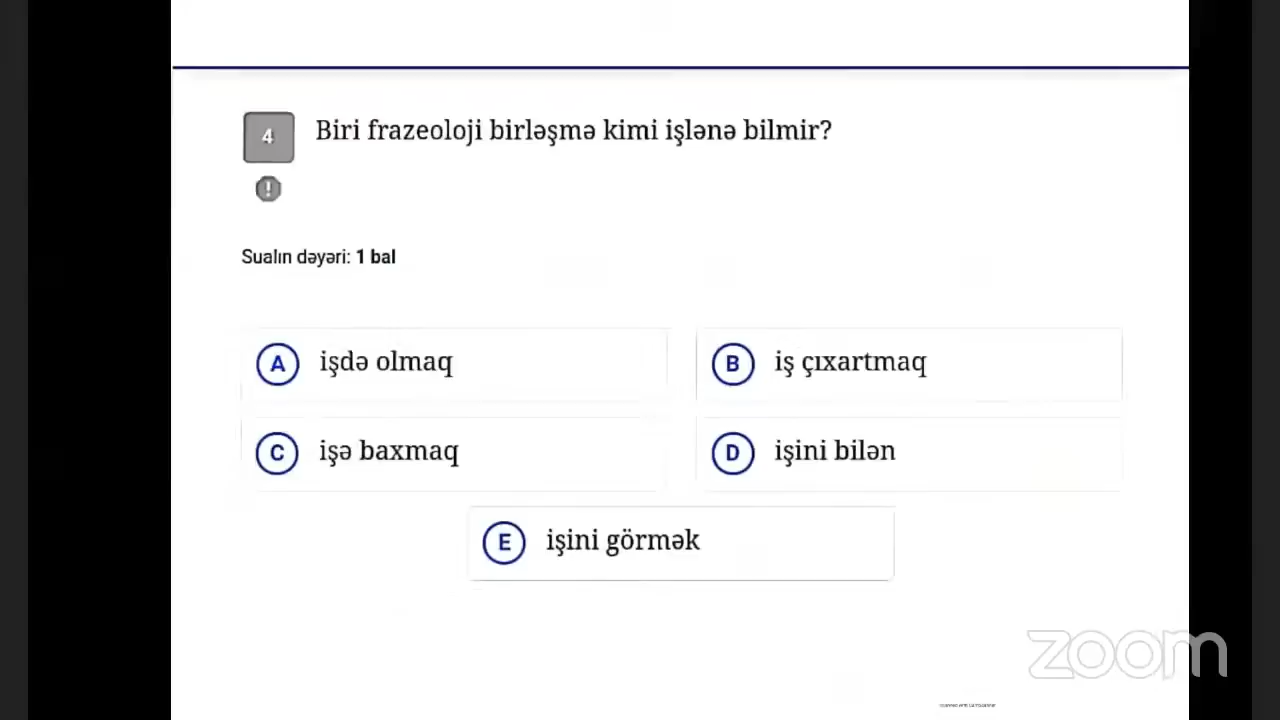 4 Biri frazeoloji birləşmə kimi işlənə bilmir?
!
Sualın dəyəri: 1 bal
A işdə olmaq
B iş çıxartmaq
C işə baxmaq
D işini bilən
E işini görmək
zoom